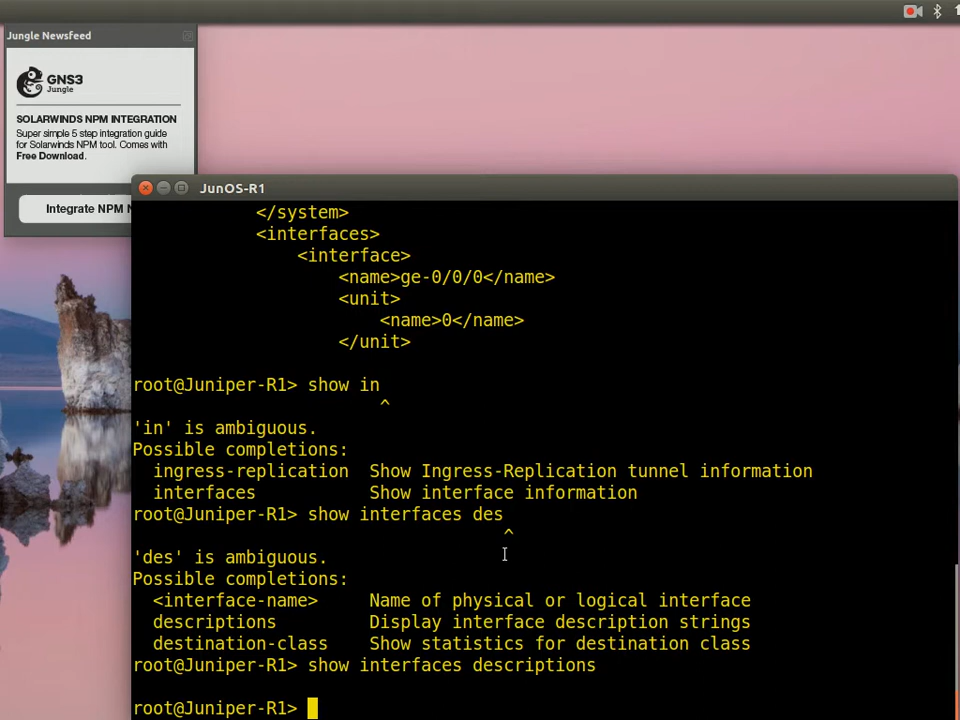 Jungle Newsfeed
GNS3
Jungle
SOLARWINDS NPM INTEGRATION
Super simple 5 step integration guide
for Solarwinds NPM tool. Comes with
Free Download.
Integrate NPM
JunOS-R1
</system>
<interfaces>
<interface>
<name>ge-0/0/0</name>
<unit>
<name>0</name>
</unit>
root@Juniper-R1> show in
^
'in' is ambiguous.
Possible completions:
ingress-replication  Show Ingress-Replication tunnel information
interfaces           Show interface information
root@Juniper-R1> show interfaces des
^
'des' is ambiguous.
Possible completions:
<interface-name>     Name of physical or logical interface
descriptions         Display interface description strings
destination-class    Show statistics for destination class
root@Juniper-R1> show interfaces descriptions
root@Juniper-R1>